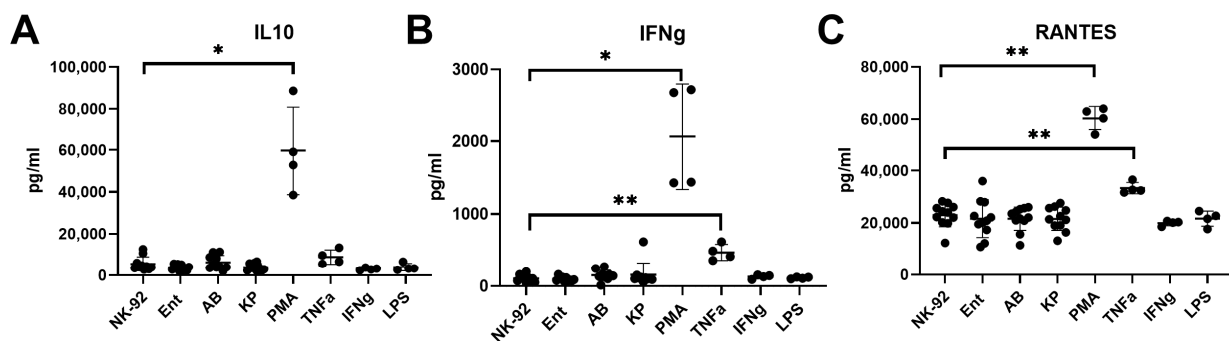 A
IL10
*
100,000
80,000
60,000
40,000
20,000
0
pg/ml
NK-92
Ent
AB
KP
PMA
TNFa
IFNg
LPS
B
IFNg
*
**
3000
2000
1000
0
pg/ml
NK-92
Ent
AB
KP
PMA
TNFa
IFNg
LPS
C
RANTES
**
**
80,000
60,000
40,000
20,000
0
pg/ml
NK-92
Ent
AB
KP
PMA
TNFa
IFNg
LPS